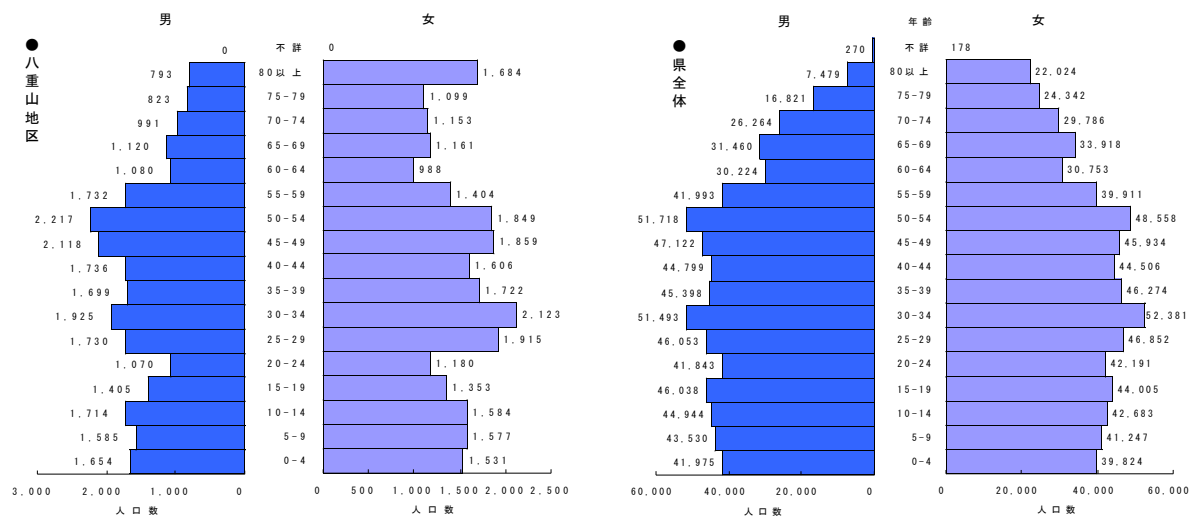 男 女 男 年齢 女
●八重山地区
●県全体
0 不詳 0
793 80以上 1,684
823 75-79 1,099
991 70-74 1,153
1,120 65-69 1,161
1,080 60-64 988
1,732 55-59 1,404
2,217 50-54 1,849
2,118 45-49 1,859
1,736 40-44 1,606
1,699 35-39 1,722
1,925 30-34 2,123
1,730 25-29 1,915
1,070 20-24 1,180
1,405 15-19 1,353
1,714 10-14 1,584
1,585 5-9 1,577
1,654 0-4 1,531
3,000 2,000 1,000 0 0 500 1,000 1,500 2,000 2,500
人口数 人口数
270 不詳 178
7,479 80以上 22,024
16,821 75-79 24,342
26,264 70-74 29,786
31,460 65-69 33,918
30,224 60-64 30,753
41,993 55-59 39,911
51,718 50-54 48,558
47,122 45-49 45,934
44,799 40-44 44,506
45,398 35-39 46,274
51,493 30-34 52,381
46,053 25-29 46,852
41,843 20-24 42,191
46,038 15-19 44,005
44,944 10-14 42,683
43,530 5-9 41,247
41,975 0-4 39,824
60,000 40,000 20,000 0 0 20,000 40,000 60,000
人口数 人口数